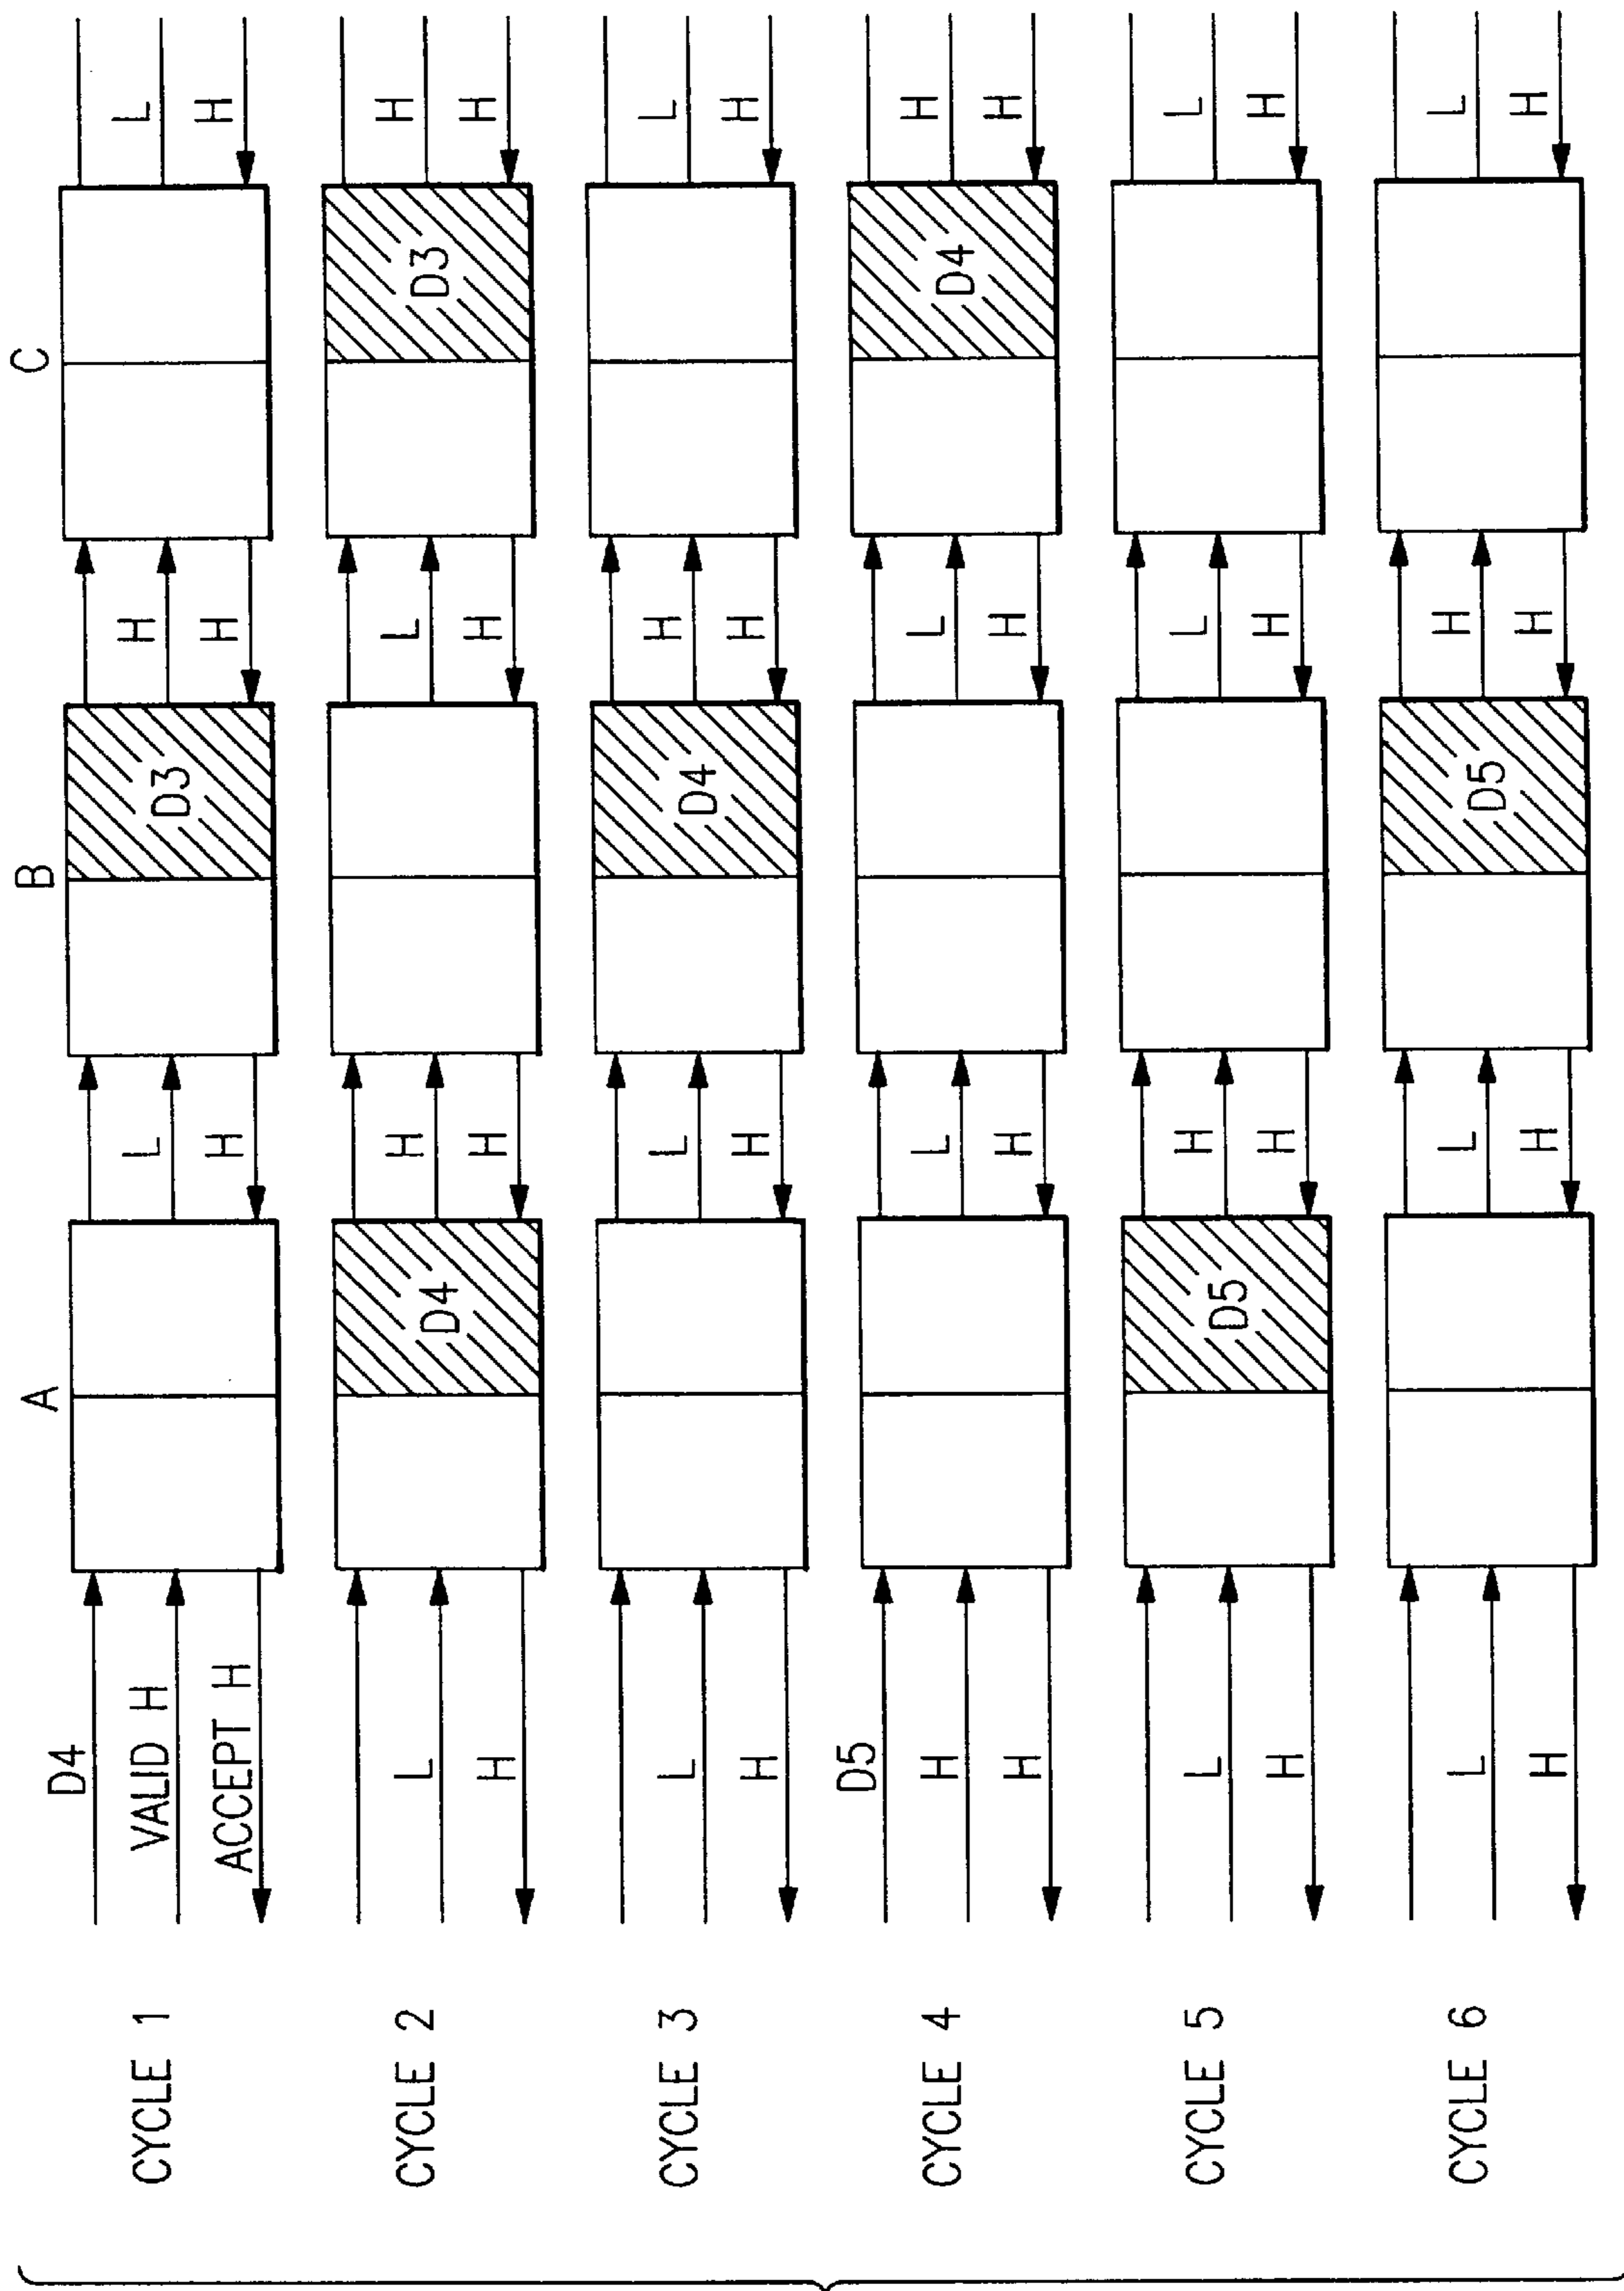 A B C
D4
CYCLE 1 VALID H L D3 H L
ACCEPT H H H H
CYCLE 2 L D4 H L D3 H
H H H H
CYCLE 3 L L D4 H L
H H H H
D5
CYCLE 4 H L L D4 H
H H H H
CYCLE 5 L D5 H L L
H H H H
CYCLE 6 L L D5 H L
H H H H